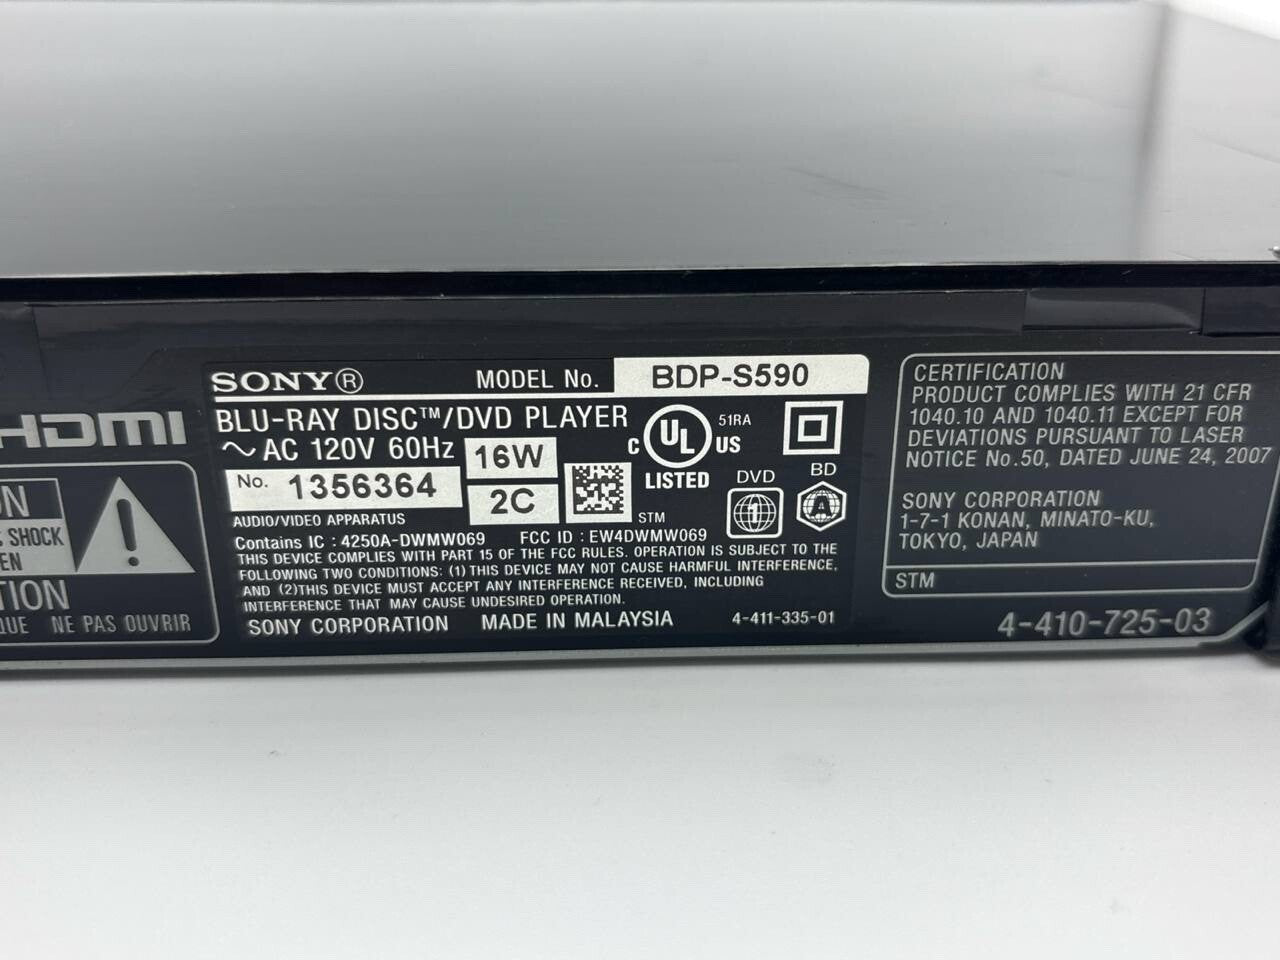 HDMI
ON
SHOCK
EN
TION
QUE NE PAS OUVRIR
SONY® MODEL No. BDP-S590
BLU-RAY DISC™/DVD PLAYER
~ AC 120V 60Hz 16W
No. 1356364 2C
C UL US 51RA
LISTED
DVD BD
1 A
STM
AUDIO/VIDEO APPARATUS
Contains IC : 4250A-DWMW069 FCC ID : EW4DWMW069
THIS DEVICE COMPLIES WITH PART 15 OF THE FCC RULES. OPERATION IS SUBJECT TO THE
FOLLOWING TWO CONDITIONS: (1) THIS DEVICE MAY NOT CAUSE HARMFUL INTERFERENCE,
AND (2)THIS DEVICE MUST ACCEPT ANY INTERFERENCE RECEIVED, INCLUDING
INTERFERENCE THAT MAY CAUSE UNDESIRED OPERATION.
SONY CORPORATION MADE IN MALAYSIA 4-411-335-01
CERTIFICATION
PRODUCT COMPLIES WITH 21 CFR
1040.10 AND 1040.11 EXCEPT FOR
DEVIATIONS PURSUANT TO LASER
NOTICE No.50, DATED JUNE 24, 2007
SONY CORPORATION
1-7-1 KONAN, MINATO-KU,
TOKYO, JAPAN
STM
4-410-725-03